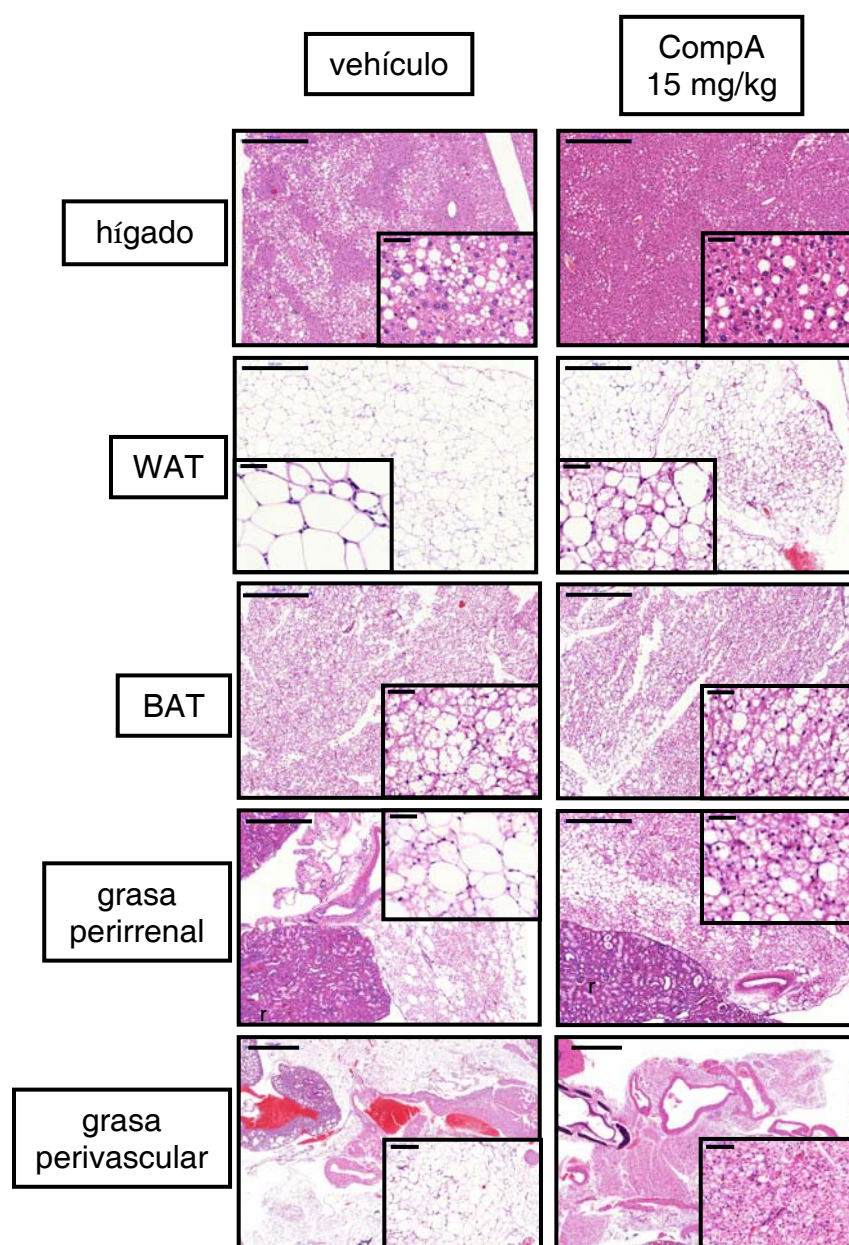 vehículo
CompA
15 mg/kg
hígado
WAT
BAT
grasa
perirrenal
r
r
grasa
perivascular